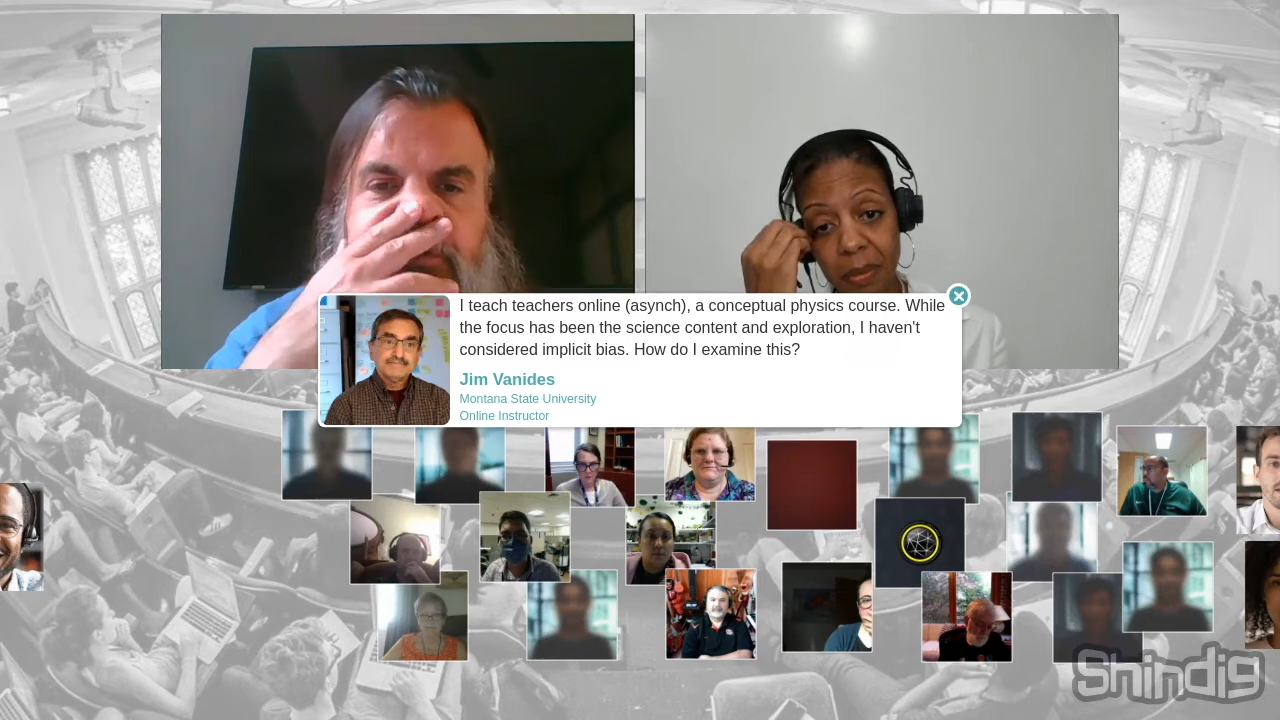 I teach teachers online (asynch), a conceptual physics course. While
the focus has been the science content and exploration, I haven't
considered implicit bias. How do I examine this?
Jim Vanides
Montana State University
Online Instructor
Shindig